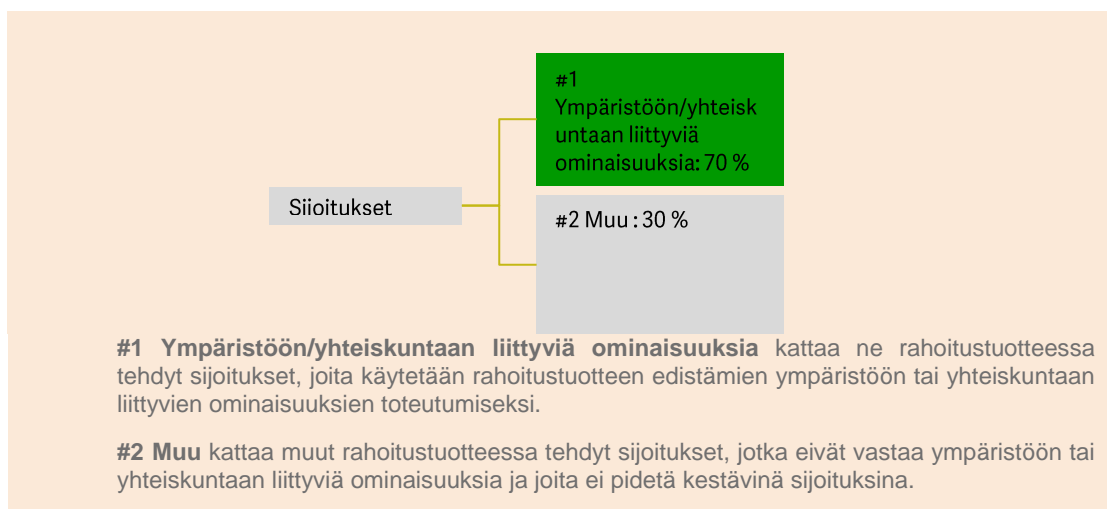 #1
Ympäristöön/yhteisk
untaan liittyviä
ominaisuuksia: 70 %
Sijoitukset
#2 Muu : 30 %
#1 Ympäristöön/yhteiskuntaan liittyviä ominaisuuksia kattaa ne rahoitustuotteessa
tehdyt sijoitukset, joita käytetään rahoitustuotteen edistämien ympäristöön tai yhteiskuntaan
liittyvien ominaisuuksien toteutumiseksi.
#2 Muu kattaa muut rahoitustuotteessa tehdyt sijoitukset, jotka eivät vastaa ympäristöön tai
yhteiskuntaan liittyviä ominaisuuksia ja joita ei pidetä kestävinä sijoituksina.